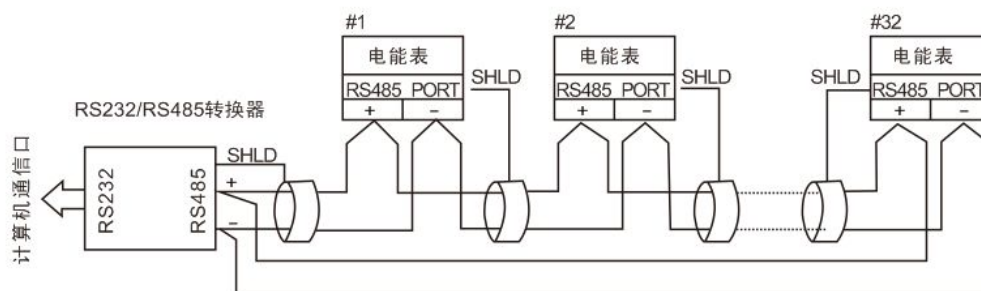 #1
#2
#32
电能表
电能表
电能表
SHLD
SHLD
SHLD
RS485 PORT
RS485 PORT
RS485 PORT
+ −
+ −
+ −
RS232/RS485转换器
SHLD
+
−
RS232
RS485
计算机通信口